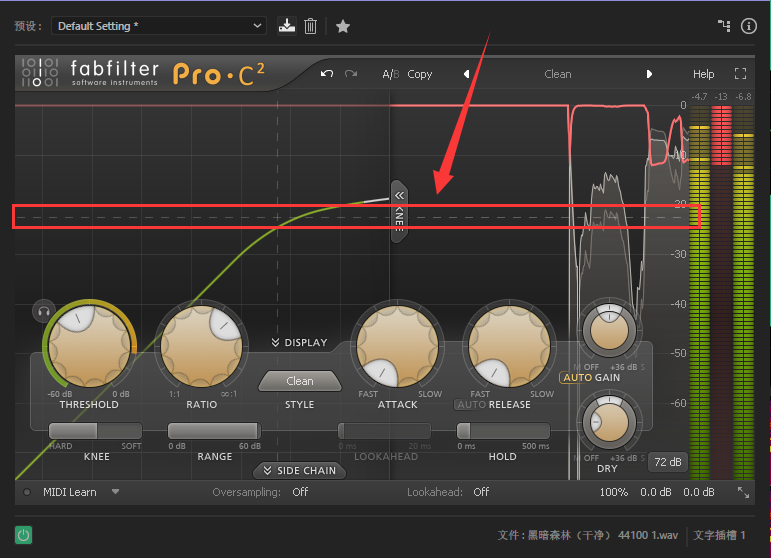 预设： Default Setting *
fabfilter
software instruments
Pro·C²
A/B Copy
Clean
Help
-4.7 -13 -6.8
0
-10
-20
-30
-40
-50
-60
KNEE
DISPLAY
Clean
-60 dB 0 dB
THRESHOLD
1:1 ∞:1
RATIO
STYLE
FAST SLOW
ATTACK
FAST SLOW
AUTO RELEASE
M OFF +36 dB S
AUTO GAIN
HARD SOFT
KNEE
0 dB 60 dB
RANGE
0 ms 20 ms
LOOKAHEAD
0 ms 500 ms
HOLD
M OFF +36 dB S
DRY
72 dB
SIDE CHAIN
MIDI Learn
Oversampling: Off
Lookahead: Off
100% 0.0 dB 0.0 dB
文件：黑暗森林（干净） 44100 1.wav
文字插槽 1